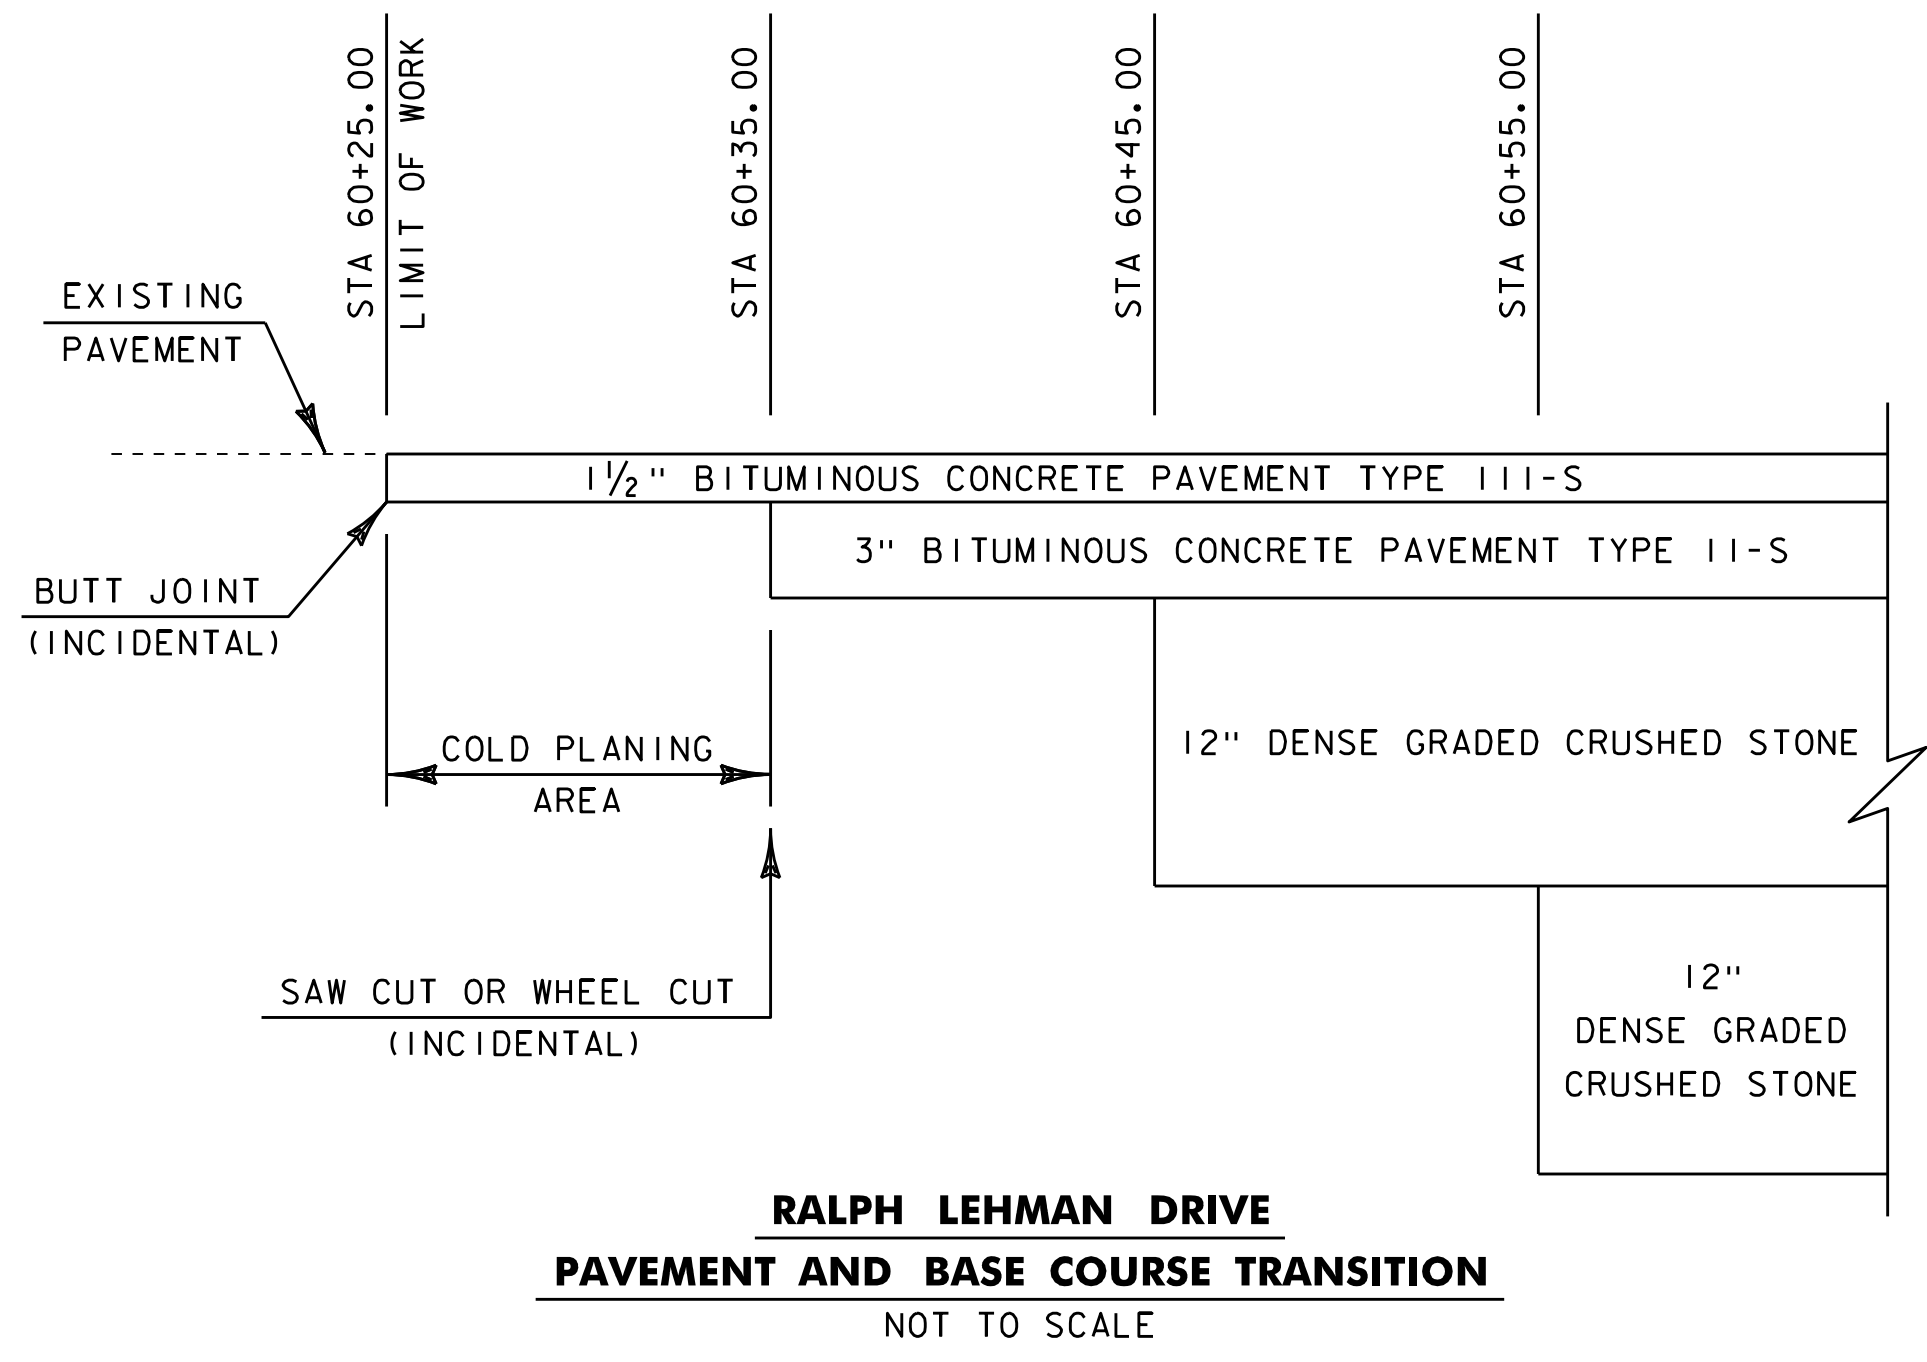 STA 60+25.00
LIMIT OF WORK
STA 60+35.00
STA 60+45.00
STA 60+55.00
EXISTING
PAVEMENT
1½" BITUMINOUS CONCRETE PAVEMENT TYPE III-S
3" BITUMINOUS CONCRETE PAVEMENT TYPE II-S
BUTT JOINT
(INCIDENTAL)
COLD PLANING
AREA
12" DENSE GRADED CRUSHED STONE
SAW CUT OR WHEEL CUT
(INCIDENTAL)
12"
DENSE GRADED
CRUSHED STONE
RALPH LEHMAN DRIVE
PAVEMENT AND BASE COURSE TRANSITION
NOT TO SCALE